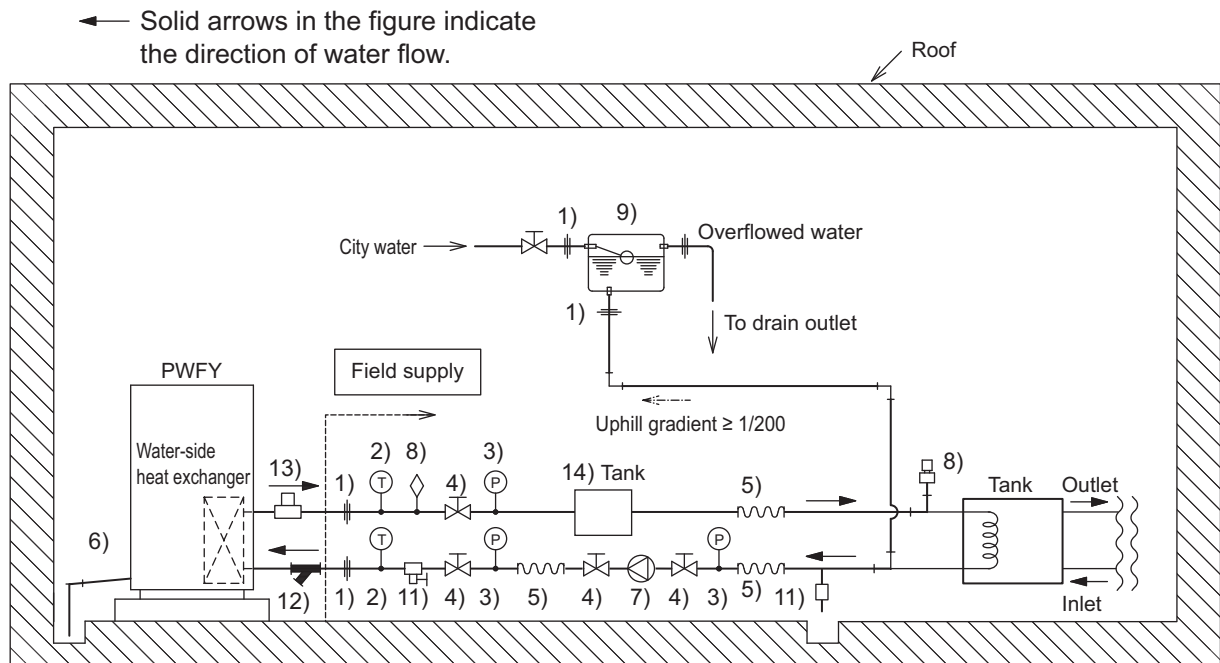 Solid arrows in the figure indicate
the direction of water flow.
Roof
1)
9)
City water
Overflowed water
1)
To drain outlet
PWFY
Field supply
Uphill gradient ≥ 1/200
Water-side
heat exchanger
13)
1)
2)
8)
4)
3)
14) Tank
5)
8)
Tank
Outlet
T
P
6)
T
P
P
12)
1)
2)
11)
4)
3)
5)
4)
7)
4)
3)
5)
11)
Inlet